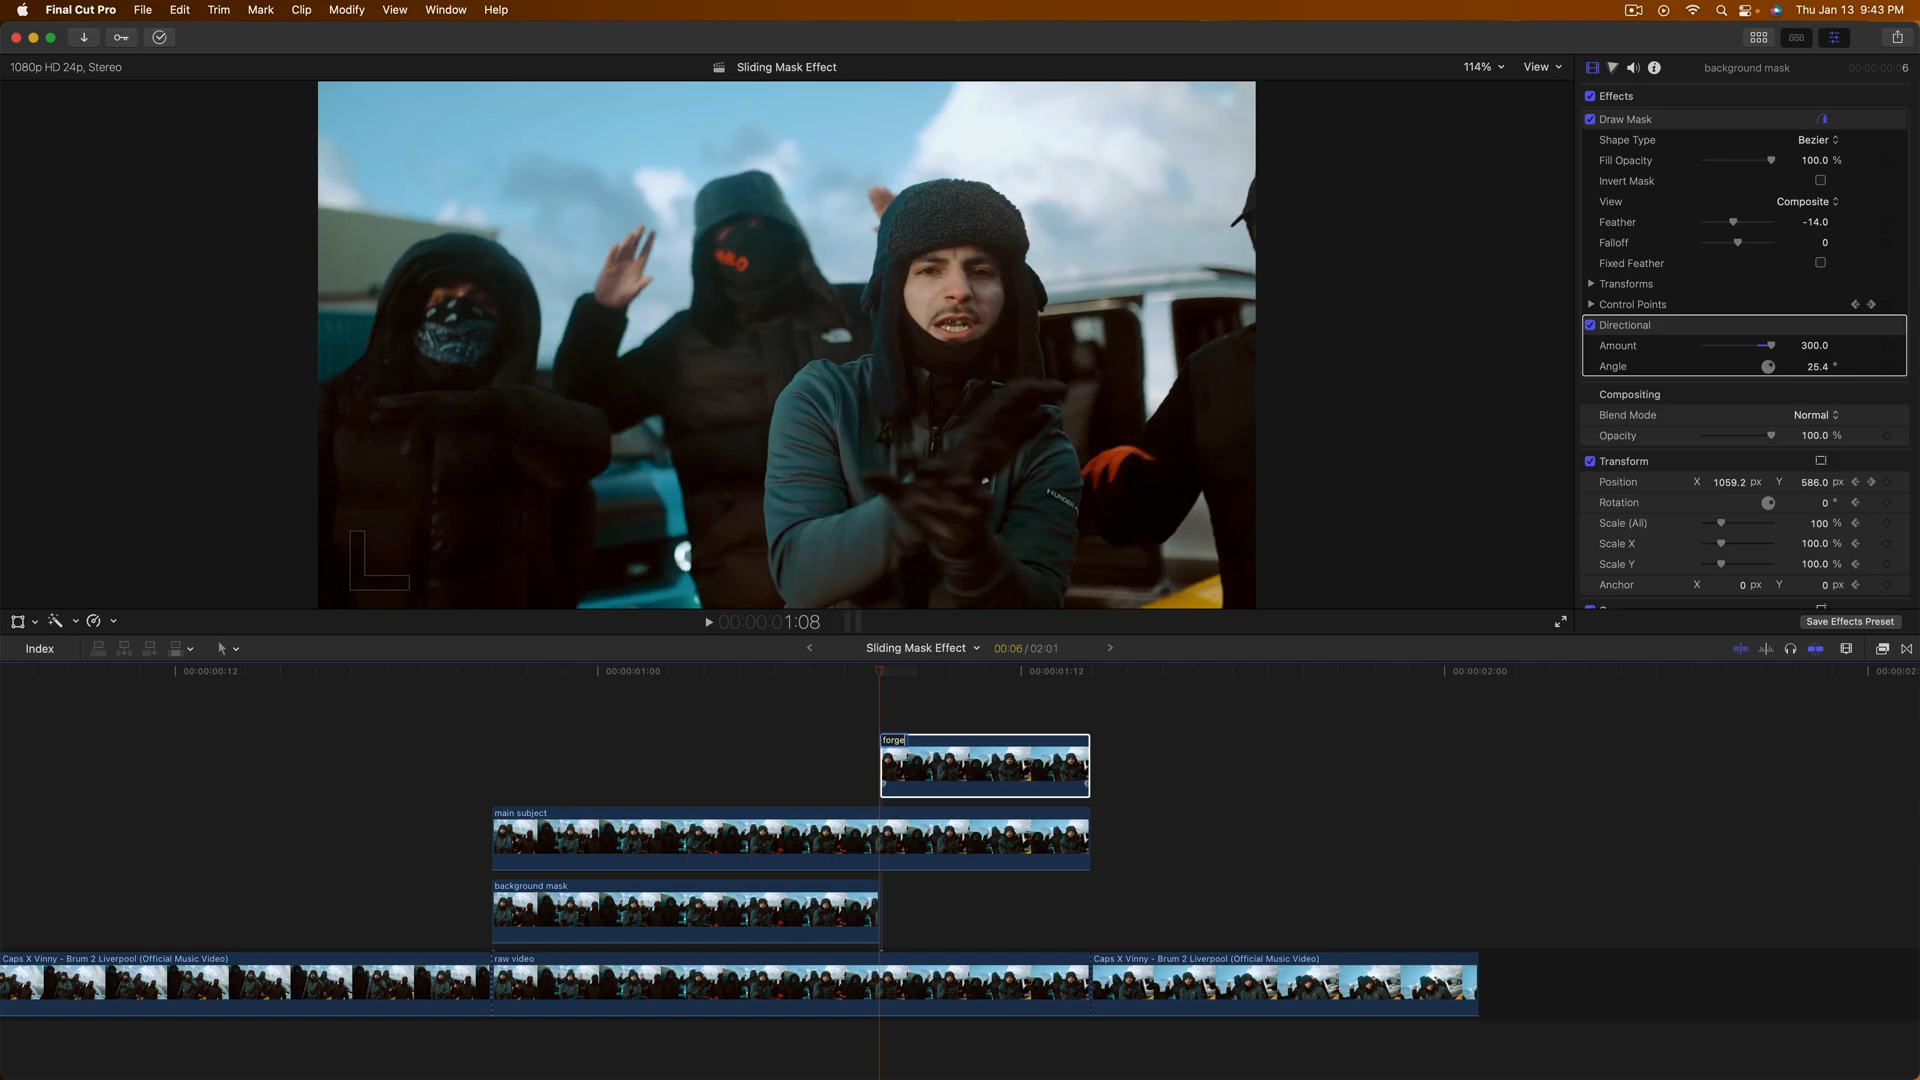 Final Cut Pro File Edit Trim Mark Clip Modify View Window Help
Thu Jan 13 9:43 PM
1080p HD 24p, Stereo
Sliding Mask Effect
114%
View
background mask
00:00:00:06
Effects
Draw Mask
Shape Type Bezier
Fill Opacity 100.0 %
Invert Mask
View Composite
Feather -14.0
Falloff 0
Fixed Feather
Transforms
Control Points
Directional
Amount 300.0
Angle 25.4 °
Compositing
Blend Mode Normal
Opacity 100.0 %
Transform
Position X 1059.2 px Y 586.0 px
Rotation 0 °
Scale (All) 100 %
Scale X 100.0 %
Scale Y 100.0 %
Anchor X 0 px Y 0 px
00:00:01:08
Save Effects Preset
Index
Sliding Mask Effect
00:06 / 02:01
00:00:00:12
00:00:01:00
00:00:01:12
00:00:02:00
00:00:02:
forge
main subject
background mask
Caps X Vinny - Brum 2 Liverpool (Official Music Video)
raw video
Caps X Vinny - Brum 2 Liverpool (Official Music Video)